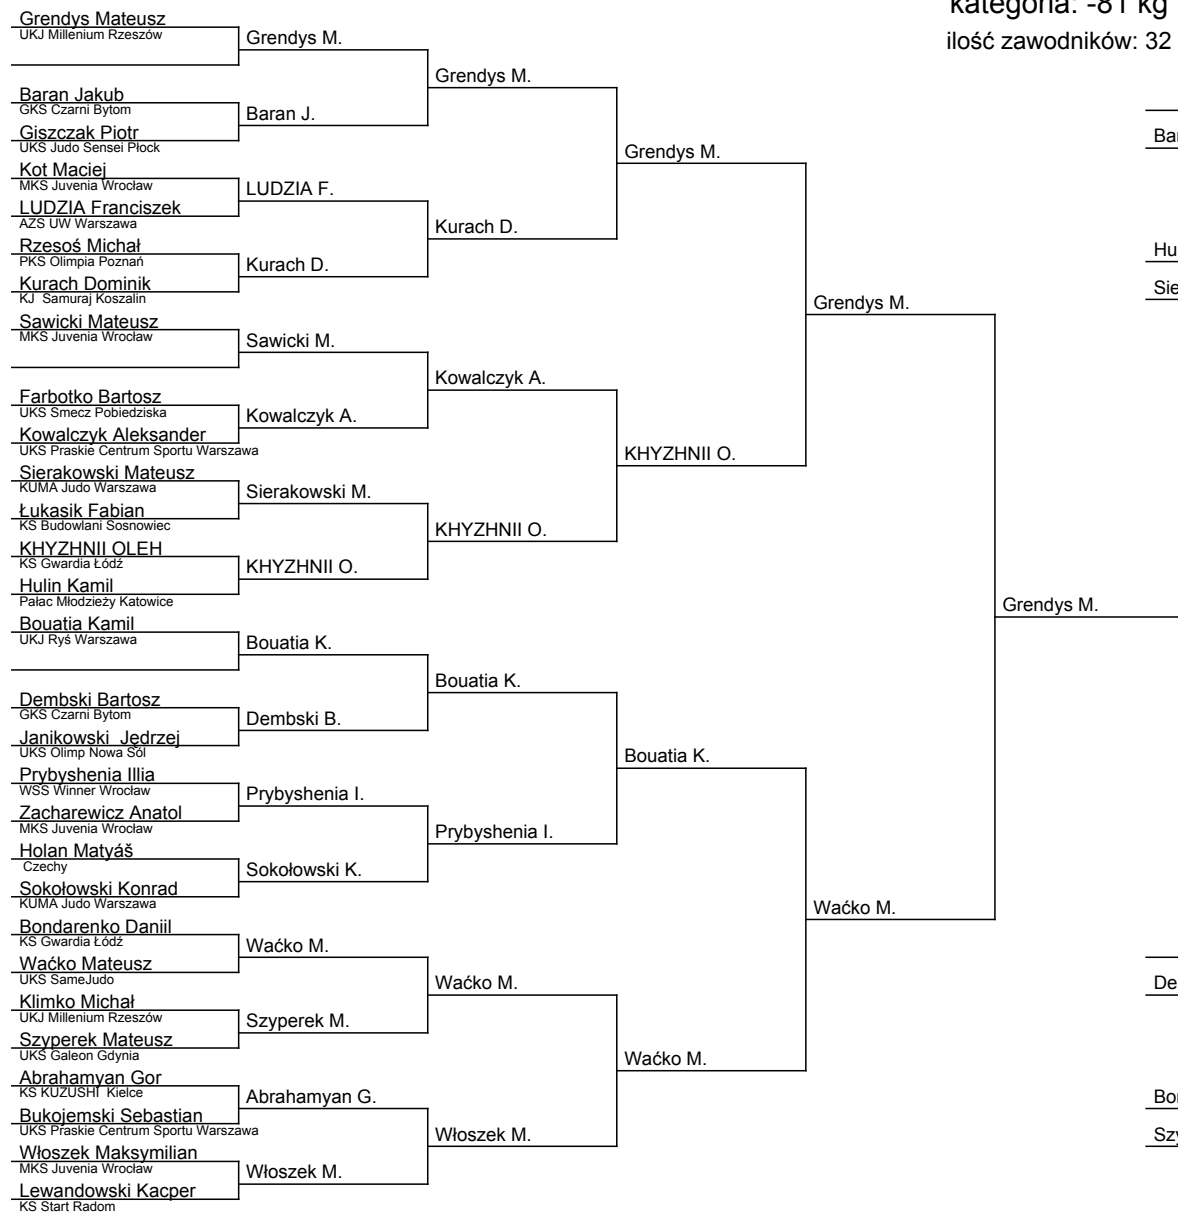 kategoria: -81 kg
ilość zawodników: 32
Grendys Mateusz
UKJ Millenium Rzeszów
Grendys M.
Grendys M.
Baran Jakub
GKS Czarni Bytom
Baran J.
Giszczak Piotr
UKS Judo Sensei Płock
Grendys M.
Kot Maciej
MKS Juvenia Wrocław
LUDZIA F.
LUDZIA Franciszek
AZS UW Warszawa
Kurach D.
Rzesoś Michał
PKS Olimpia Poznań
Kurach D.
Kurach Dominik
KJ Samuraj Koszalin
Grendys M.
Sawicki Mateusz
MKS Juvenia Wrocław
Sawicki M.
Kowalczyk A.
Farbotko Bartosz
UKS Smecz Pobiedziska
Kowalczyk A.
Kowalczyk Aleksander
UKS Praskie Centrum Sportu Warszawa
KHYZHNII O.
Sierakowski Mateusz
KUMA Judo Warszawa
Sierakowski M.
Łukasik Fabian
KS Budowlani Sosnowiec
KHYZHNII O.
KHYZHNII OLEH
KS Gwardia Łódź
KHYZHNII O.
Hulin Kamil
Pałac Młodzieży Katowice
Grendys M.
Bouatia Kamil
UKJ Ryś Warszawa
Bouatia K.
Bouatia K.
Dembski Bartosz
GKS Czarni Bytom
Dembski B.
Janikowski Jędrzej
UKS Olimp Nowa Sól
Bouatia K.
Prybyshenia Illia
WSS Winner Wrocław
Prybyshenia I.
Zacharewicz Anatol
MKS Juvenia Wrocław
Prybyshenia I.
Holan Matyáš
Czechy
Sokołowski K.
Sokołowski Konrad
KUMA Judo Warszawa
Waćko M.
Bondarenko Daniil
KS Gwardia Łódź
Waćko M.
Waćko Mateusz
UKS SameJudo
Waćko M.
Klimko Michał
UKJ Millenium Rzeszów
Szyperek M.
Szyperek Mateusz
UKS Galeon Gdynia
Waćko M.
Abrahamyan Gor
KS KUZUSHI Kielce
Abrahamyan G.
Bukojemski Sebastian
UKS Praskie Centrum Sportu Warszawa
Włoszek M.
Włoszek Maksymilian
MKS Juvenia Wrocław
Włoszek M.
Lewandowski Kacper
KS Start Radom
Hu
Sie
De